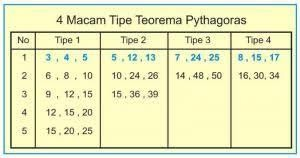 4 Macam Tipe Teorema Pythagoras
No Tipe 1 Tipe 2 Tipe 3 Tipe 4
1 3 , 4 , 5 5 , 12 , 13 7 , 24 , 25 8 , 15 , 17
2 6 , 8 , 10 10 , 24 , 26 14 , 48 , 50 16 , 30 , 34
3 9 , 12 , 15 15 , 36 , 39
4 12 , 15 , 20
5 15 , 20 , 25